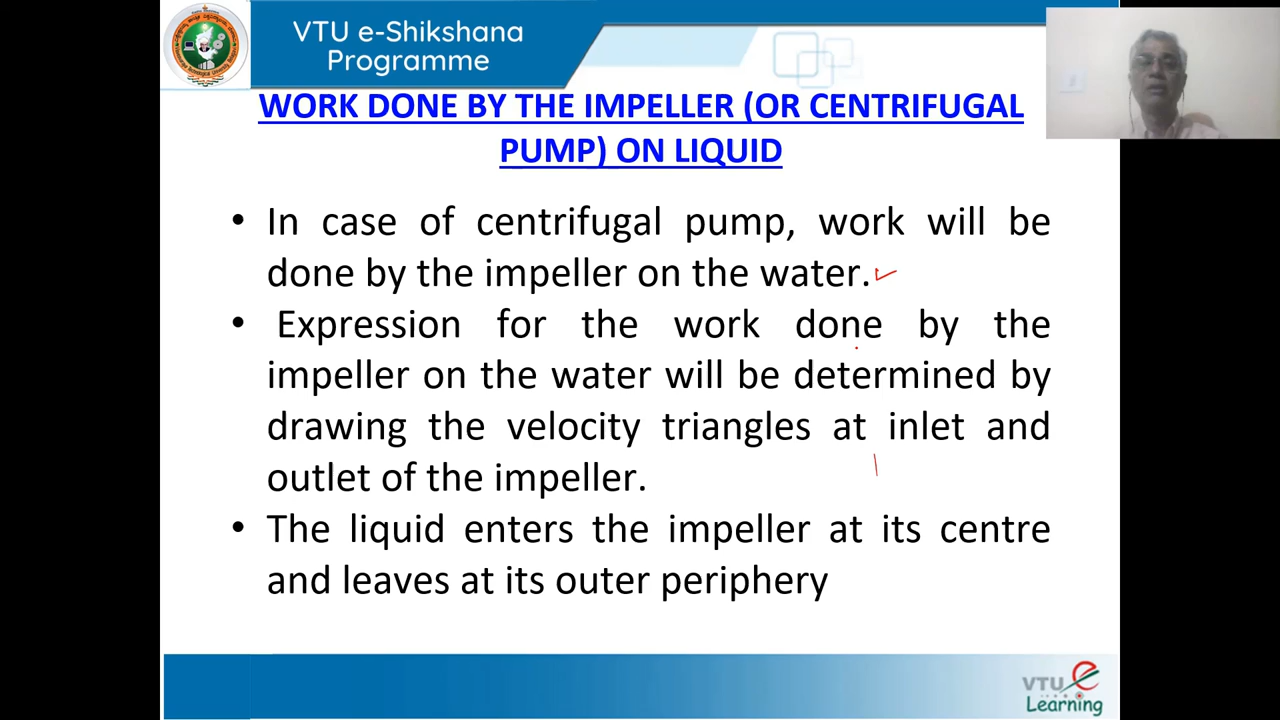 VTU e-Shikshana
Programme
WORK DONE BY THE IMPELLER (OR CENTRIFUGAL
PUMP) ON LIQUID
• In case of centrifugal pump, work will be
done by the impeller on the water.
• Expression for the work done by the
impeller on the water will be determined by
drawing the velocity triangles at inlet and
outlet of the impeller.
• The liquid enters the impeller at its centre
and leaves at its outer periphery
VTU e
Learning